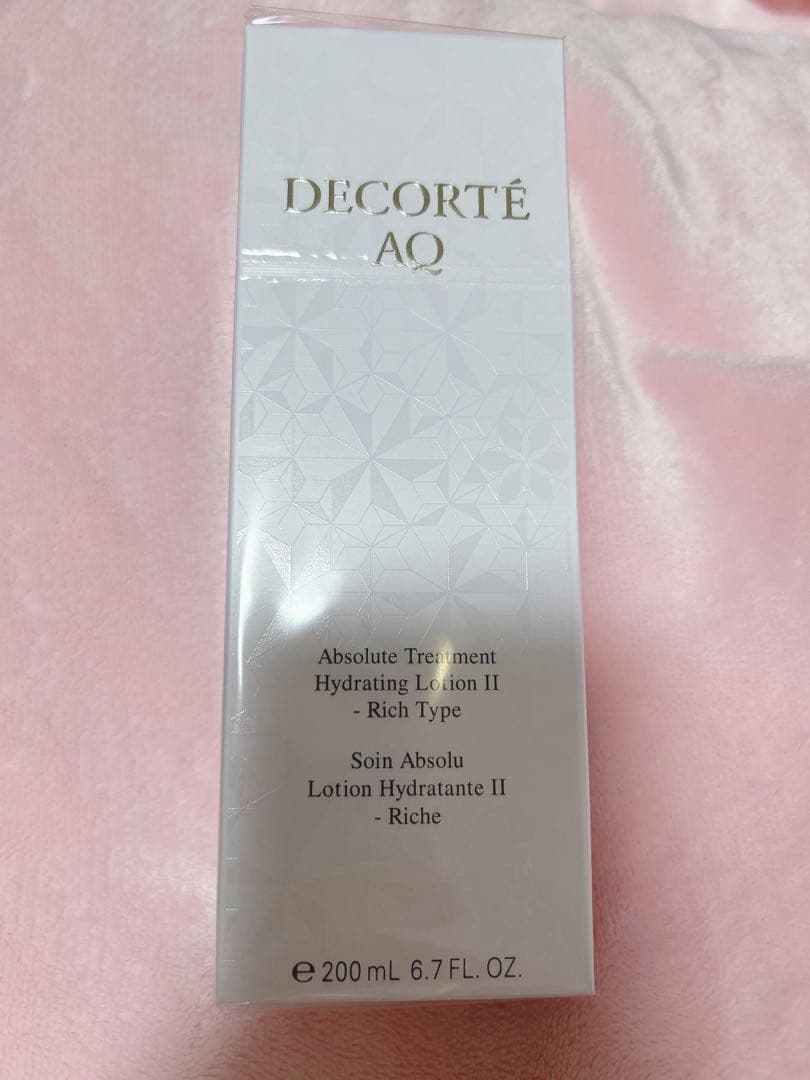 DECORTÉ
AQ
Absolute Treatment
Hydrating Lotion II
- Rich Type
Soin Absolu
Lotion Hydratante II
- Riche
℮ 200 mL 6.7 FL. OZ.